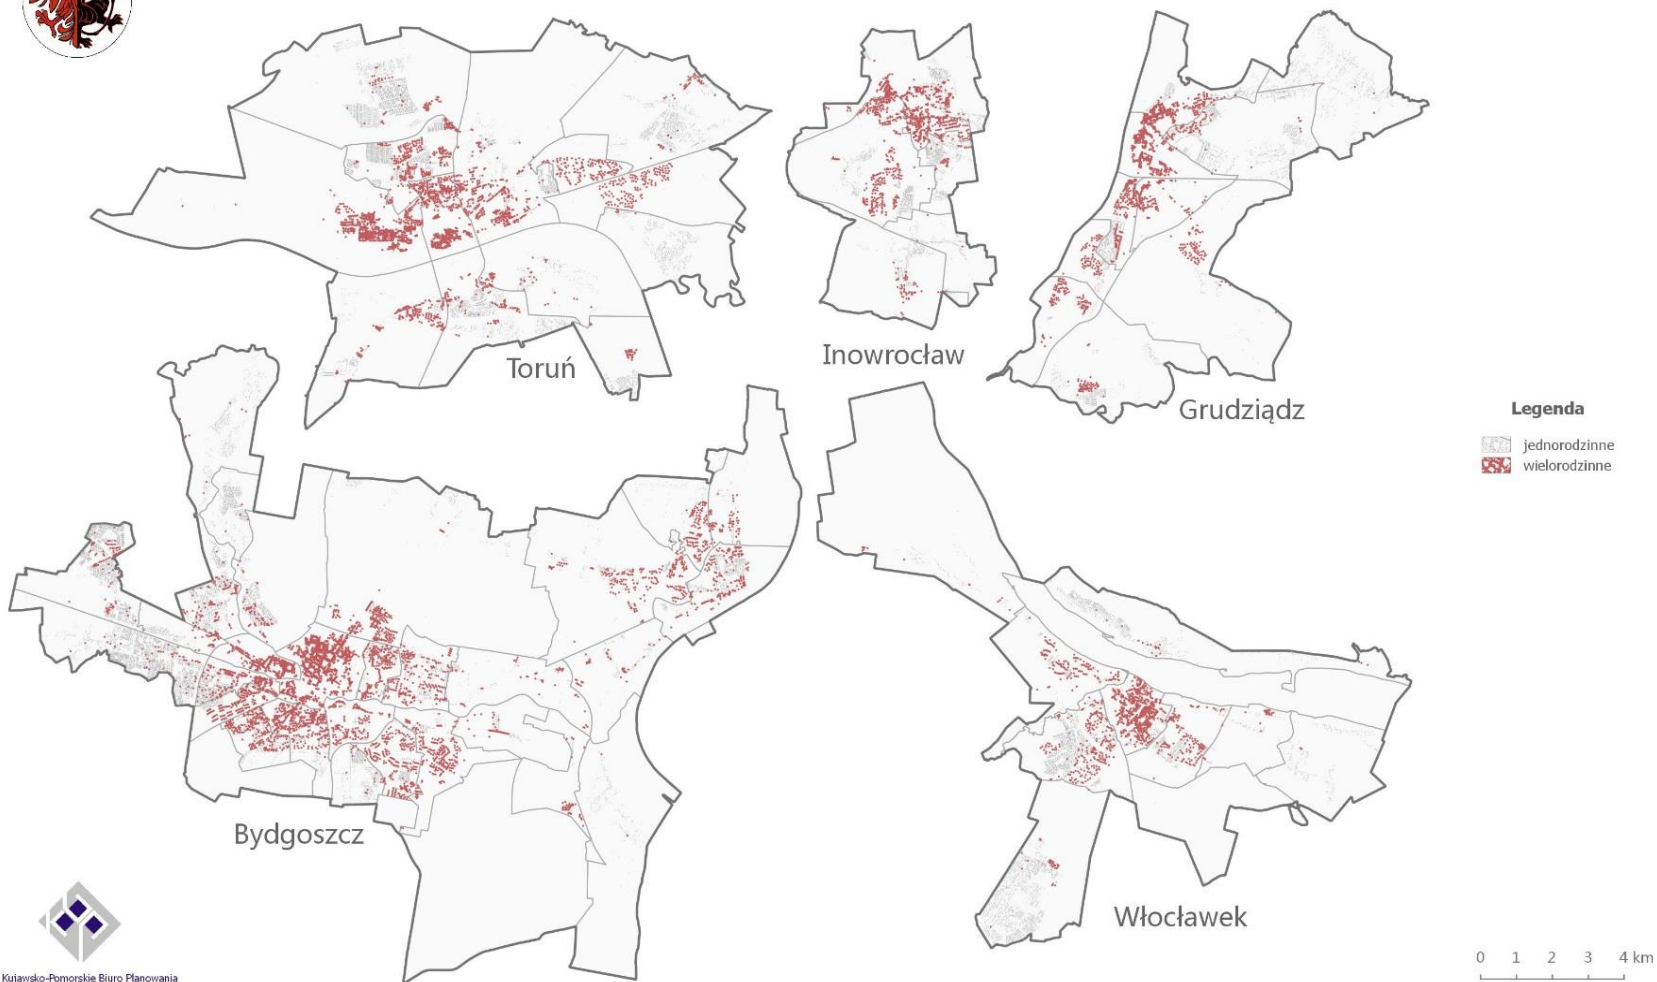 Toruń
Inowrocław
Grudziądz
Legenda
jednorodzinne
wielorodzinne
Bydgoszcz
Włocławek
Kujawsko-Pomorskie Biuro Planowania
0 1 2 3 4 km